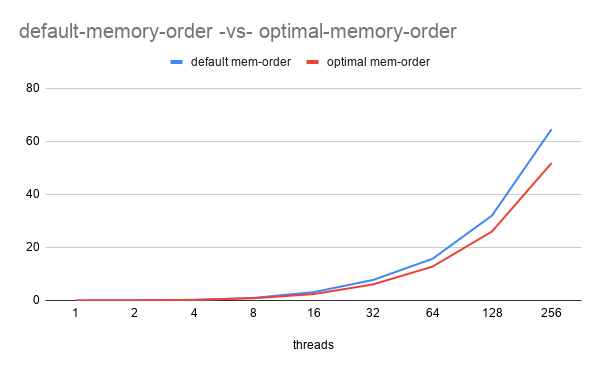 default-memory-order -vs- optimal-memory-order
default mem-order optimal mem-order
80
60
40
20
0
1 2 4 8 16 32 64 128 256
threads